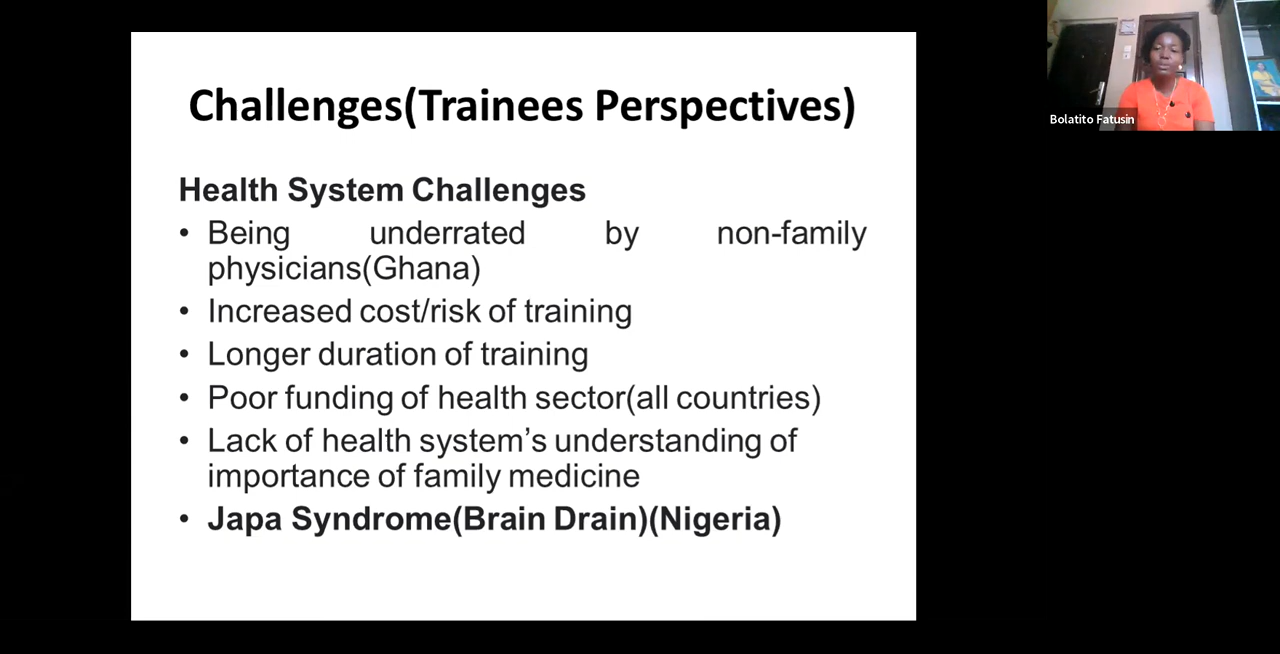 Challenges(Trainees Perspectives)
Health System Challenges
• Being underrated by non-family
physicians(Ghana)
• Increased cost/risk of training
• Longer duration of training
• Poor funding of health sector(all countries)
• Lack of health system’s understanding of
importance of family medicine
• Japa Syndrome(Brain Drain)(Nigeria)
Bolatito Fatusin